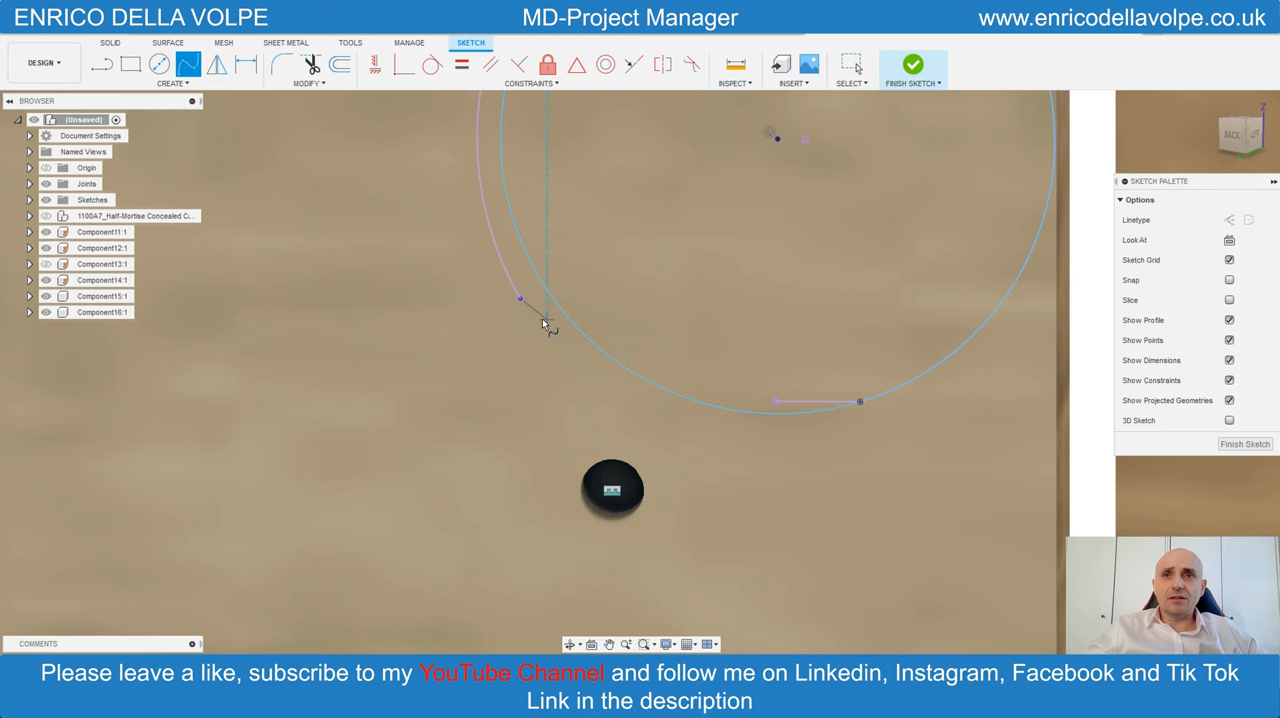 ENRICO DELLA VOLPE
MD-Project Manager
www.enricodellavolpe.co.uk
DESIGN
SOLID
SURFACE
MESH
SHEET METAL
TOOLS
MANAGE
SKETCH
CREATE
MODIFY
CONSTRAINTS
INSPECT
INSERT
SELECT
FINISH SKETCH
BROWSER
(Unsaved)
Document Settings
Named Views
Origin
Joints
Sketches
1100A7_Half-Mortise Concealed C...
Component11:1
Component12:1
Component13:1
Component14:1
Component15:1
Component16:1
Z
BACK
LEFT
SKETCH PALETTE
Options
Linetype
Look At
Sketch Grid
Snap
Slice
Show Profile
Show Points
Show Dimensions
Show Constraints
Show Projected Geometries
3D Sketch
Finish Sketch
COMMENTS
Please leave a like, subscribe to my YouTube Channel and follow me on Linkedin, Instagram, Facebook and Tik Tok
Link in the description